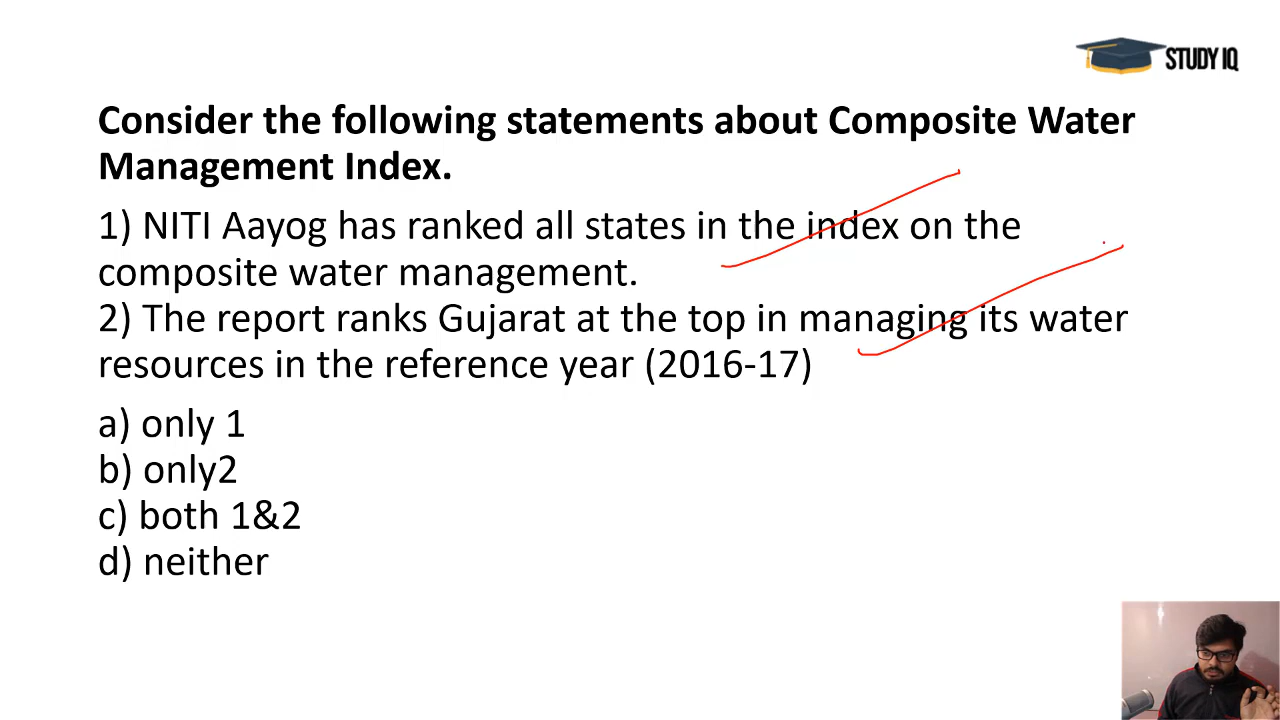 STUDY IQ
Consider the following statements about Composite Water
Management Index.
1) NITI Aayog has ranked all states in the index on the
composite water management.
2) The report ranks Gujarat at the top in managing its water
resources in the reference year (2016-17)
a) only 1
b) only2
c) both 1&2
d) neither